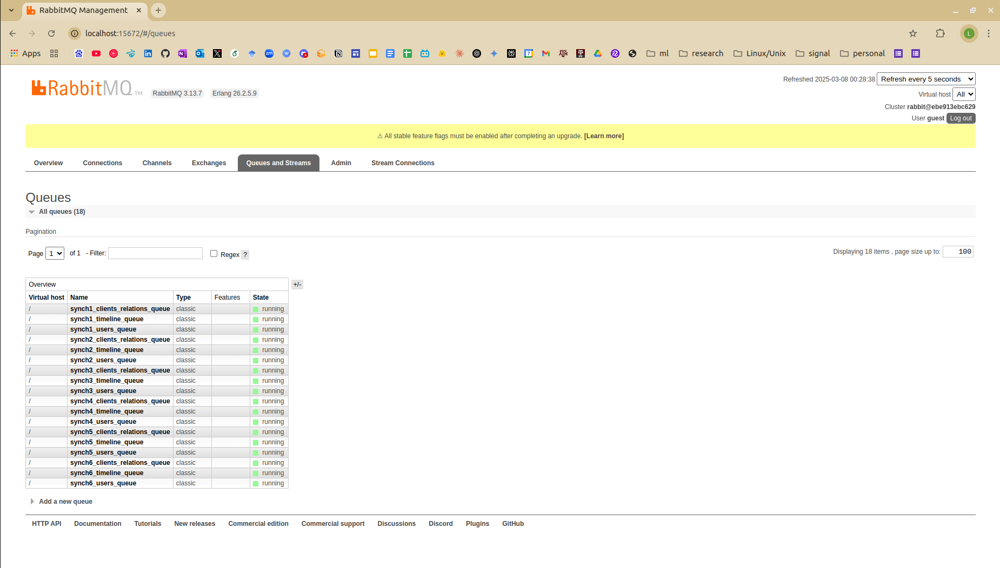 RabbitMQ Management
localhost:15672/#/queues
Apps ml research Linux/Unix signal personal
RabbitMQ TM RabbitMQ 3.13.7 Erlang 26.2.5.9
Refreshed 2025-03-08 00:28:38 Refresh every 5 seconds
Virtual host All
Cluster rabbit@ebe913ebc629
User guest Log out
⚠ All stable feature flags must be enabled after completing an upgrade. [Learn more]
Overview Connections Channels Exchanges Queues and Streams Admin Stream Connections
Queues
All queues (18)
Pagination
Page 1 of 1 - Filter: Regex ? Displaying 18 items , page size up to: 100
Overview +/-
Virtual host Name Type Features State
/ synch1_clients_relations_queue classic running
/ synch1_timeline_queue classic running
/ synch1_users_queue classic running
/ synch2_clients_relations_queue classic running
/ synch2_timeline_queue classic running
/ synch2_users_queue classic running
/ synch3_clients_relations_queue classic running
/ synch3_timeline_queue classic running
/ synch3_users_queue classic running
/ synch4_clients_relations_queue classic running
/ synch4_timeline_queue classic running
/ synch4_users_queue classic running
/ synch5_clients_relations_queue classic running
/ synch5_timeline_queue classic running
/ synch5_users_queue classic running
/ synch6_clients_relations_queue classic running
/ synch6_timeline_queue classic running
/ synch6_users_queue classic running
Add a new queue
HTTP API Documentation Tutorials New releases Commercial edition Commercial support Discussions Discord Plugins GitHub